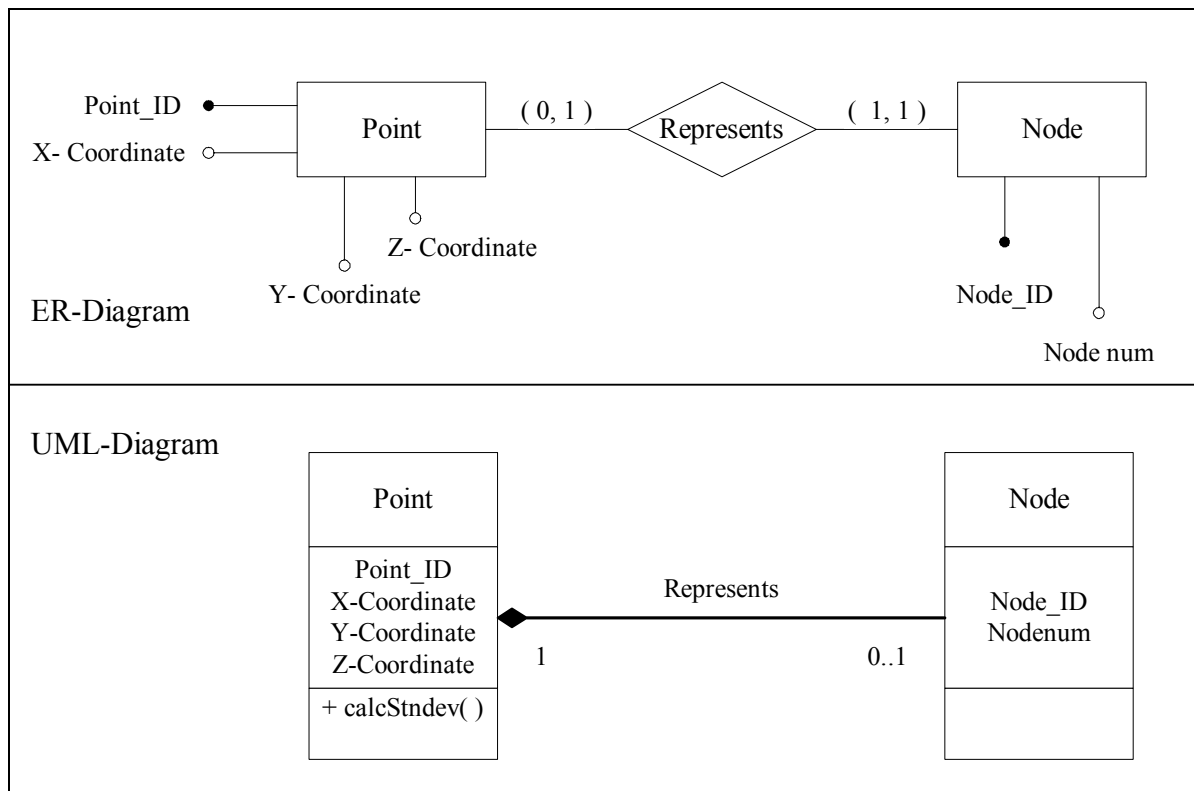 Point_ID
X- Coordinate
Point
( 0, 1 )
Represents
( 1, 1 )
Node
Z- Coordinate
Y- Coordinate
Node_ID
Node num
ER-Diagram
UML-Diagram
Point
Point_ID
X-Coordinate
Y-Coordinate
Z-Coordinate
+ calcStndev( )
Represents
1
0..1
Node
Node_ID
Nodenum